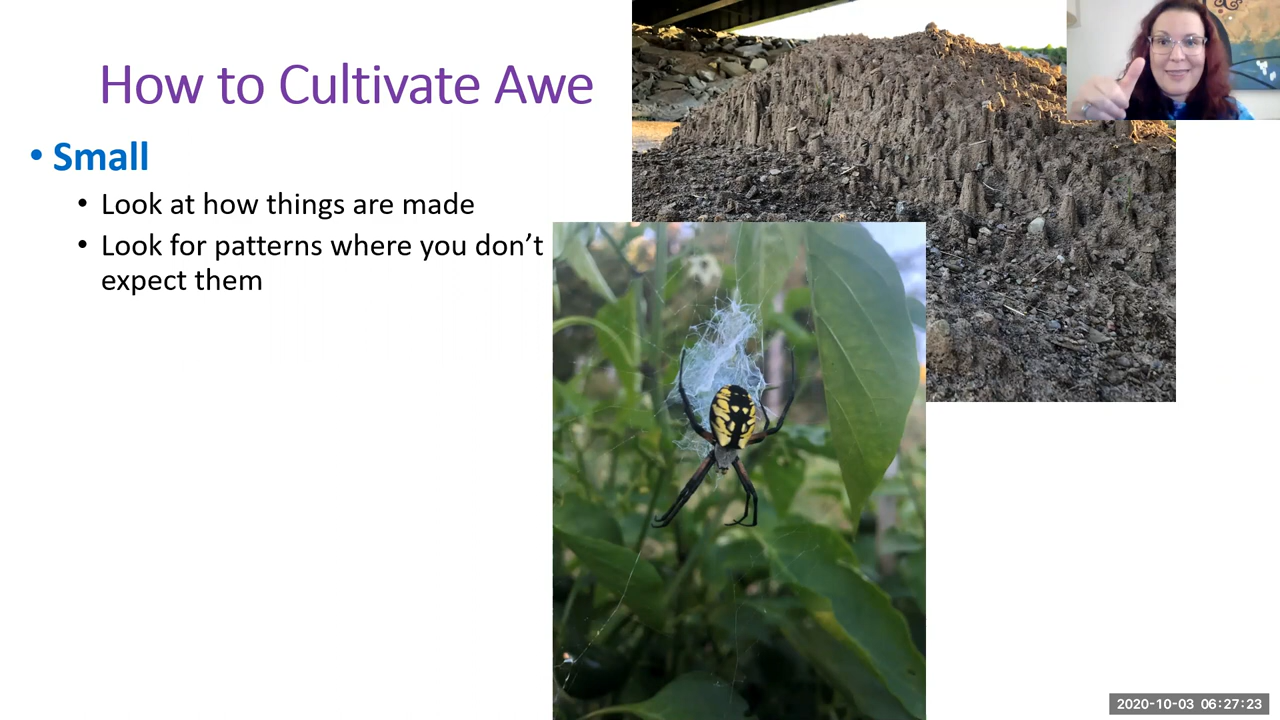 How to Cultivate Awe
• Small
• Look at how things are made
• Look for patterns where you don’t
expect them
2020-10-03 06:27:23